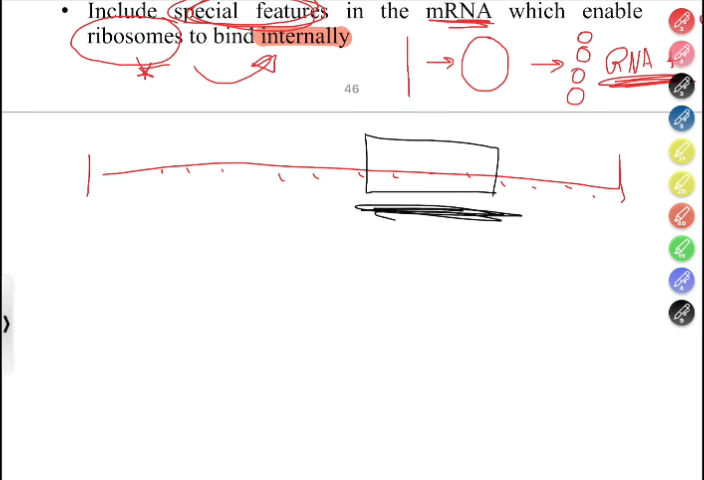 • Include special features in the mRNA which enable
ribosomes to bind internally
RNA
46